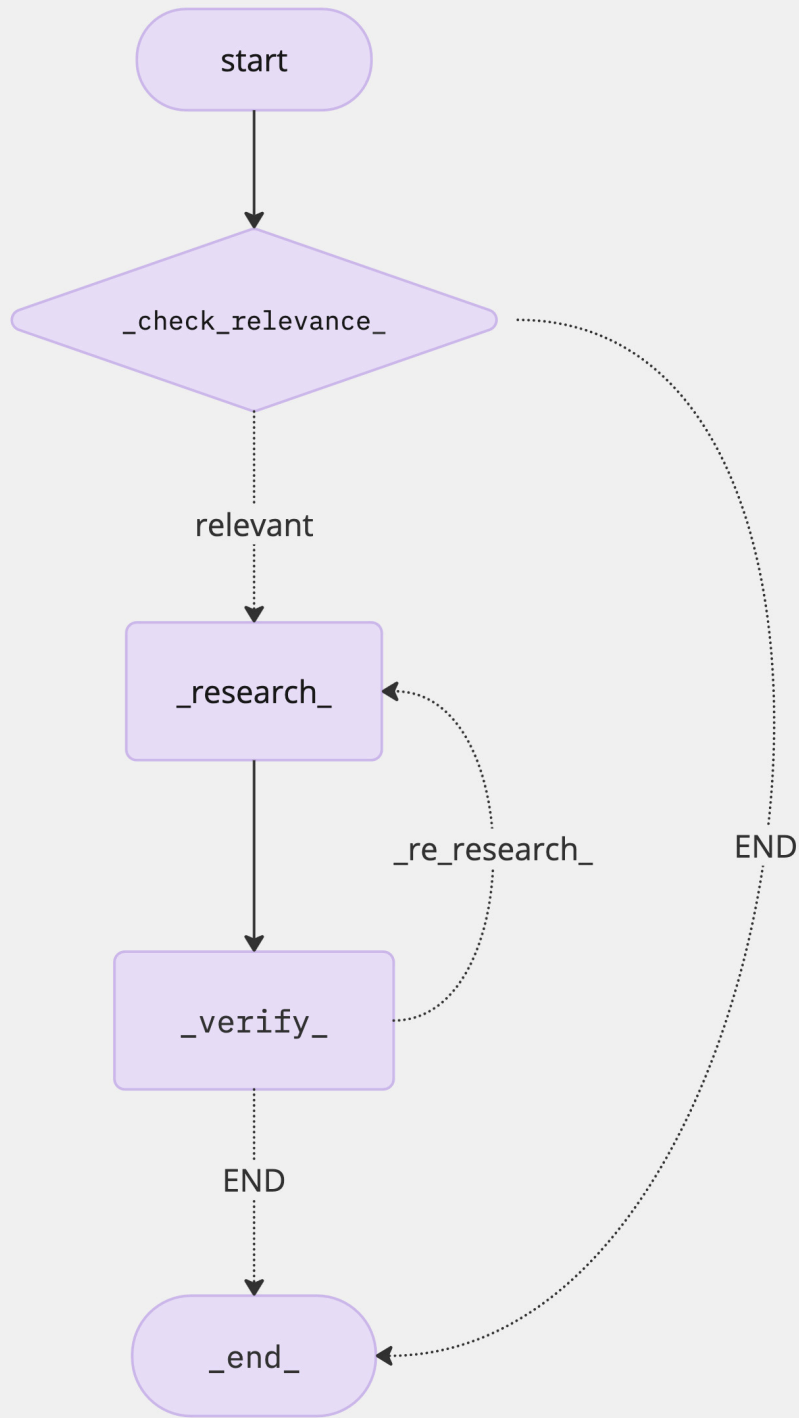 start
_check_relevance_
relevant
_research_
_re_research_
END
_verify_
END
_end_